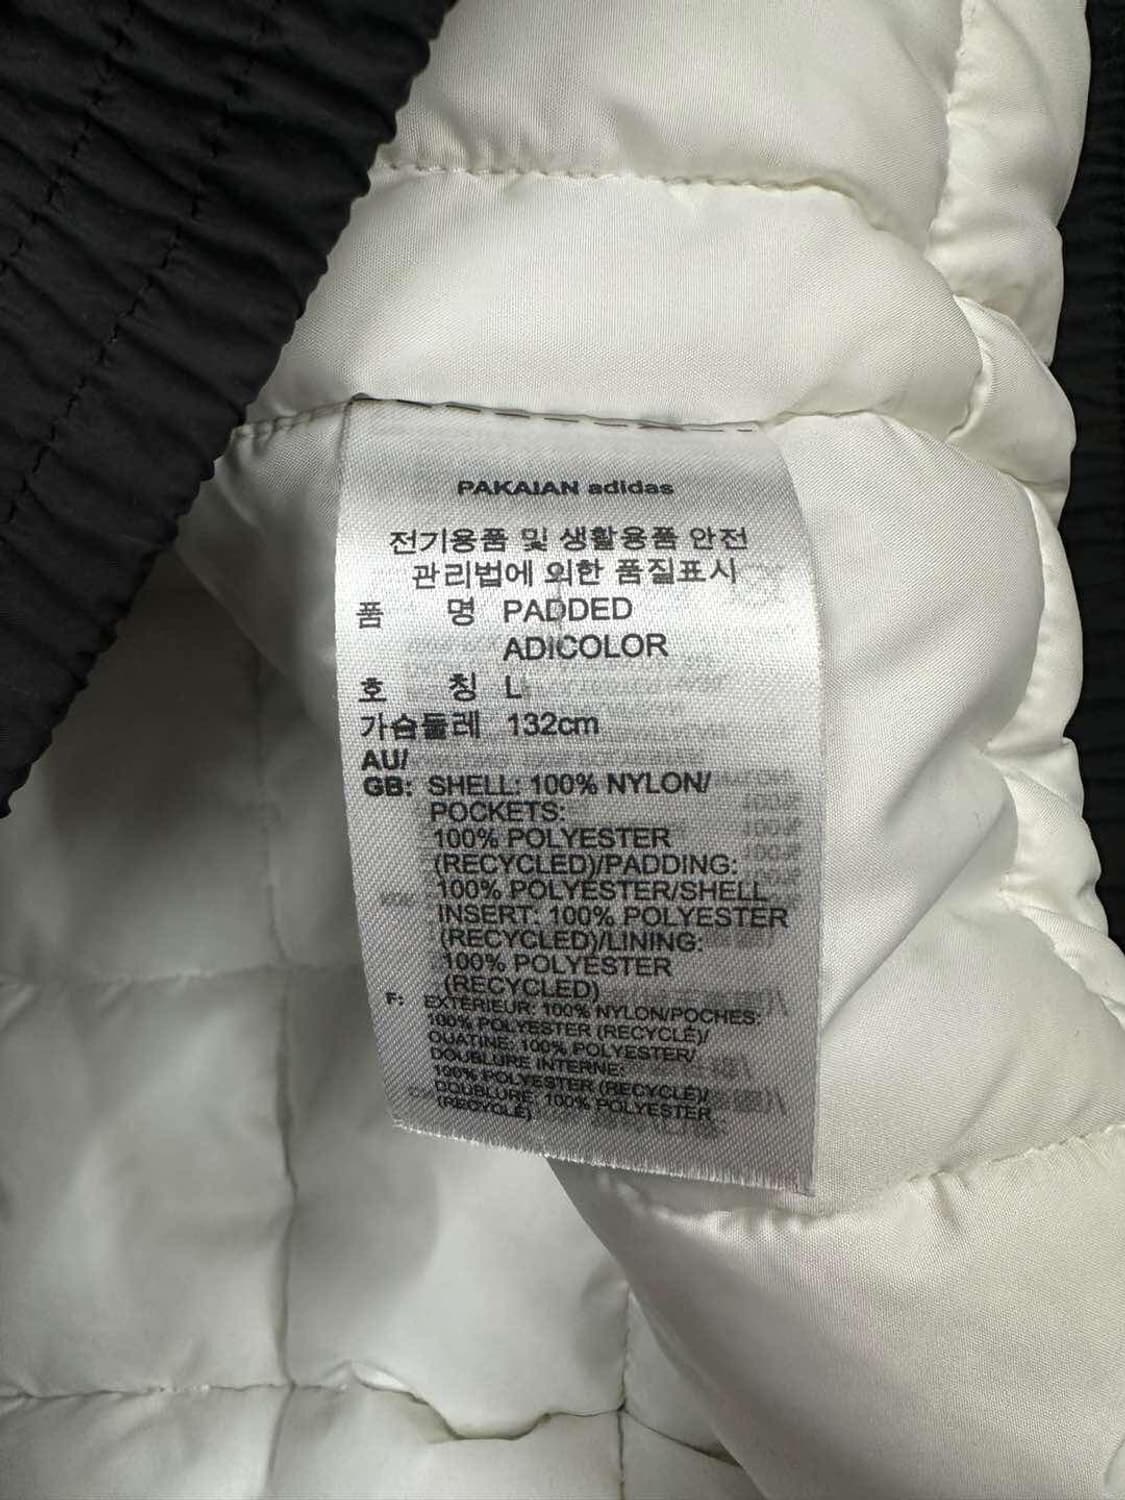 PAKAIAN adidas
전기용품 및 생활용품 안전
관리법에 의한 품질표시
품 명 PADDED
ADICOLOR
호 칭 L
가슴둘레 132cm
AU/
GB: SHELL: 100% NYLON/
POCKETS:
100% POLYESTER
(RECYCLED)/PADDING:
100% POLYESTER/SHELL
INSERT: 100% POLYESTER
(RECYCLED)/LINING:
100% POLYESTER
(RECYCLED)
F: EXTÉRIEUR: 100% NYLON/POCHES:
100% POLYESTER (RECYCLÉ)/
OUATINE: 100% POLYESTER/
DOUBLURE INTERNE:
100% POLYESTER (RECYCLÉ)/
DOUBLURE: 100% POLYESTER
(RECYCLÉ)